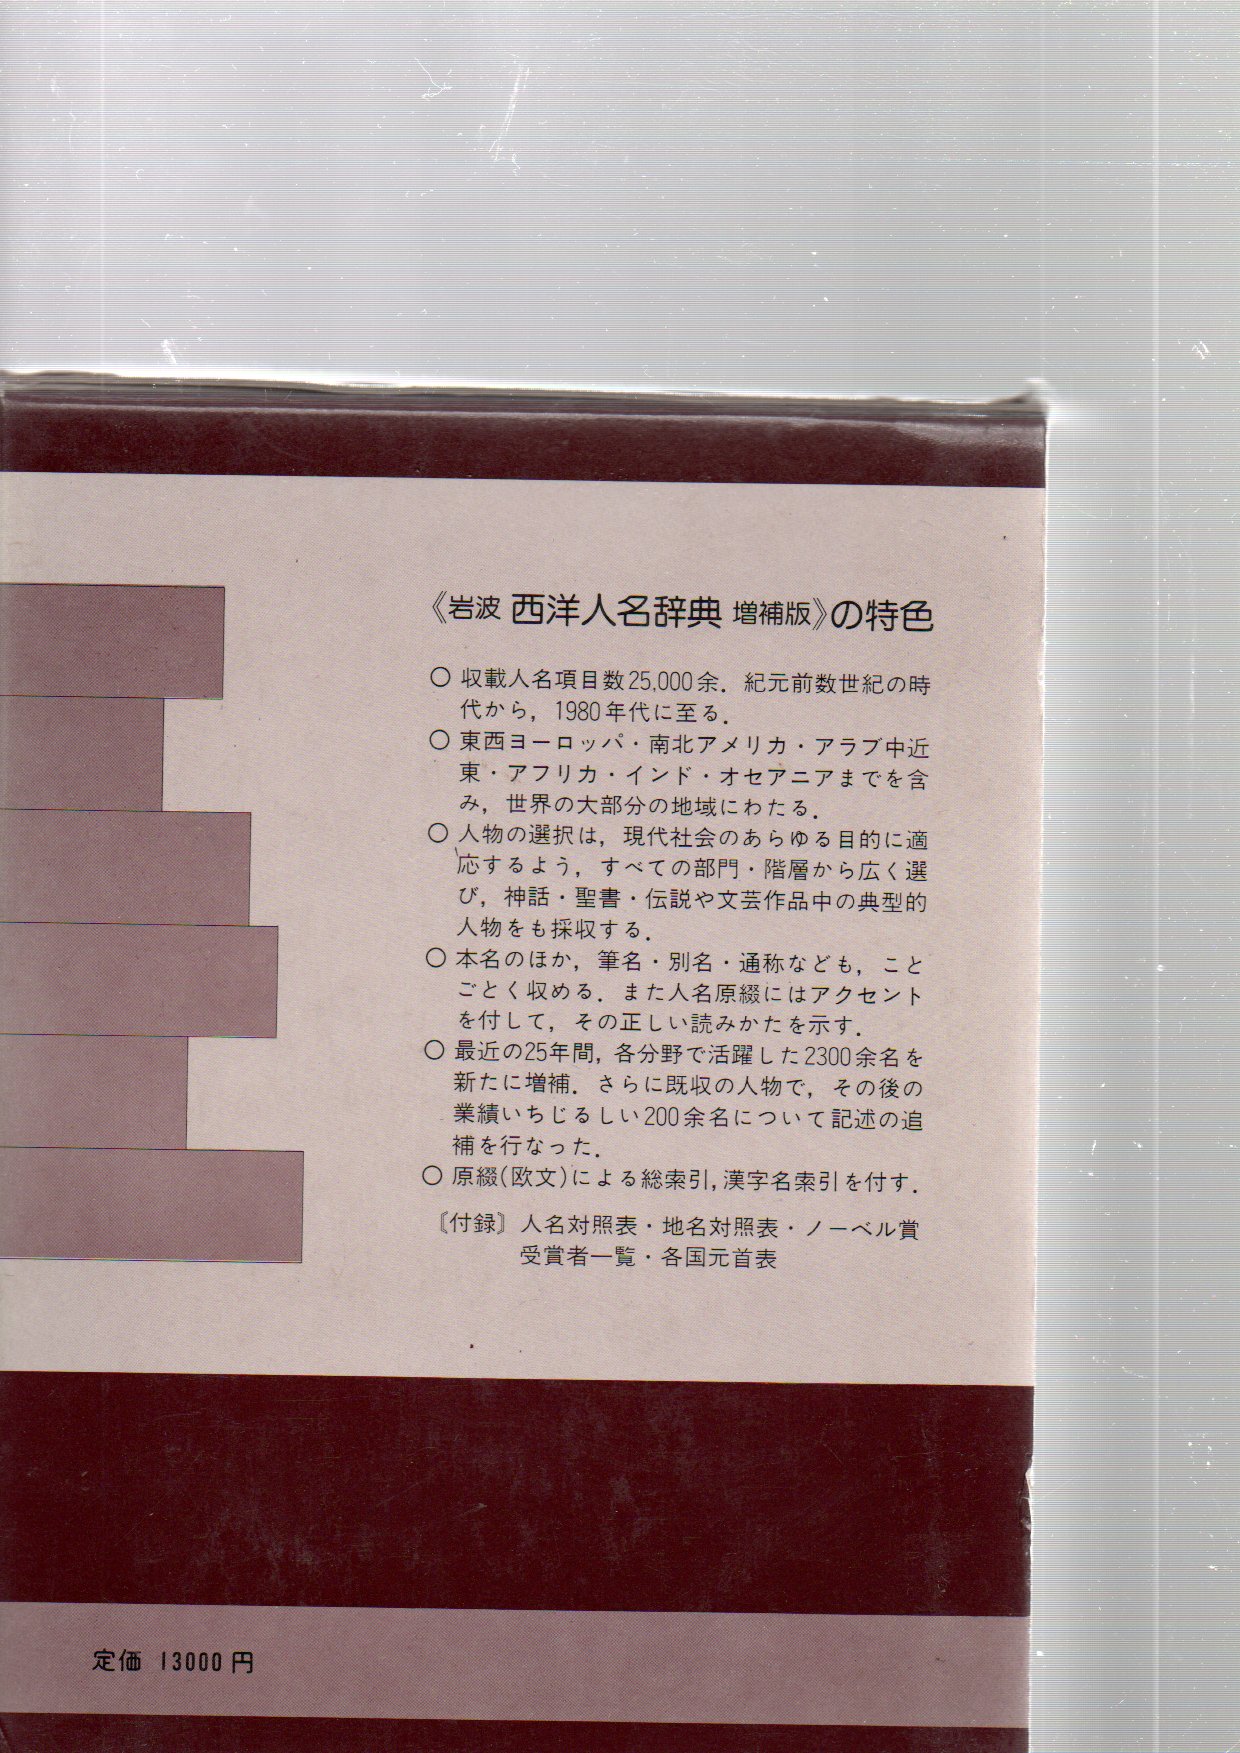 《岩波 西洋人名辞典 増補版》の特色
○ 収載人名項目数25,000余．紀元前数世紀の時
代から，1980年代に至る．
○ 東西ヨーロッパ・南北アメリカ・アラブ中近
東・アフリカ・インド・オセアニアまでを含
み，世界の大部分の地域にわたる．
○ 人物の選択は，現代社会のあらゆる目的に適
応するよう，すべての部門・階層から広く選
び，神話・聖書・伝説や文芸作品中の典型的
人物をも採収する．
○ 本名のほか，筆名・別名・通称なども，こと
ごとく収める．また人名原綴にはアクセント
を付して，その正しい読みかたを示す．
○ 最近の25年間，各分野で活躍した2300余名を
新たに増補．さらに既収の人物で，その後の
業績いちじるしい200余名について記述の追
補を行なった．
○ 原綴(欧文)による総索引，漢字名索引を付す．
〘付録〙 人名対照表・地名対照表・ノーベル賞
受賞者一覧・各国元首表
定価 13000円